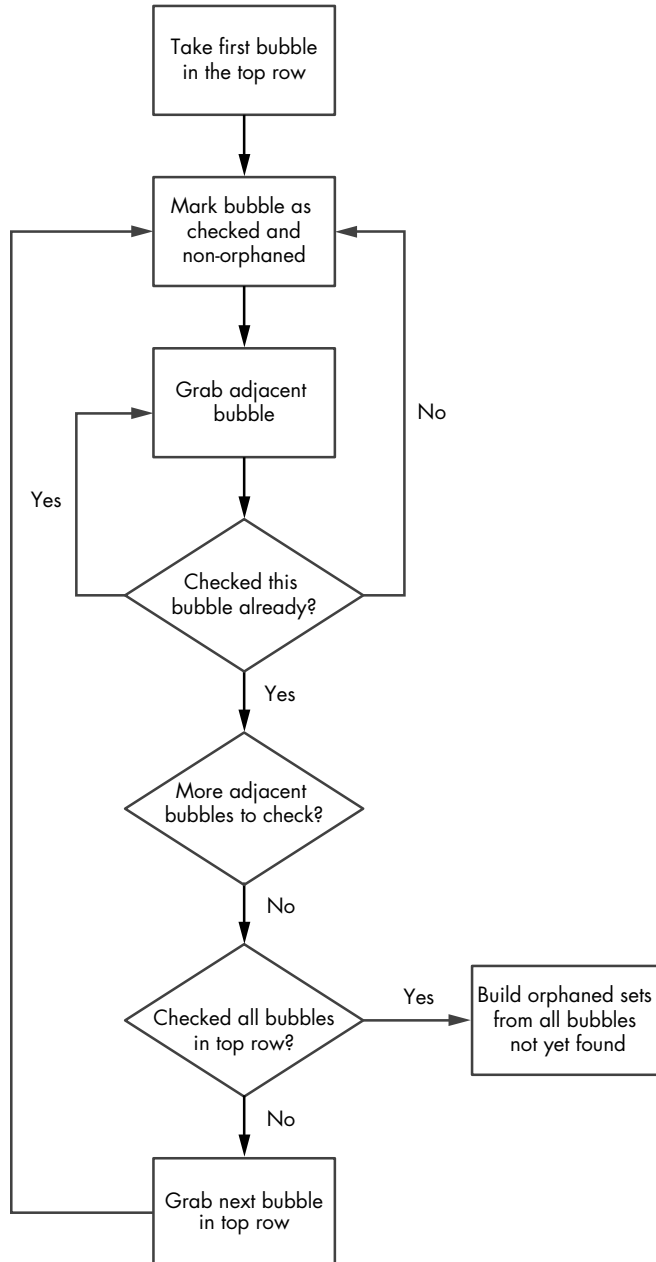 Take first bubble
in the top row
Mark bubble as
checked and
non-orphaned
Grab adjacent
bubble
No
Yes
Checked this
bubble already?
Yes
More adjacent
bubbles to check?
No
Checked all bubbles
in top row?
Yes
Build orphaned sets
from all bubbles
not yet found
No
Grab next bubble
in top row